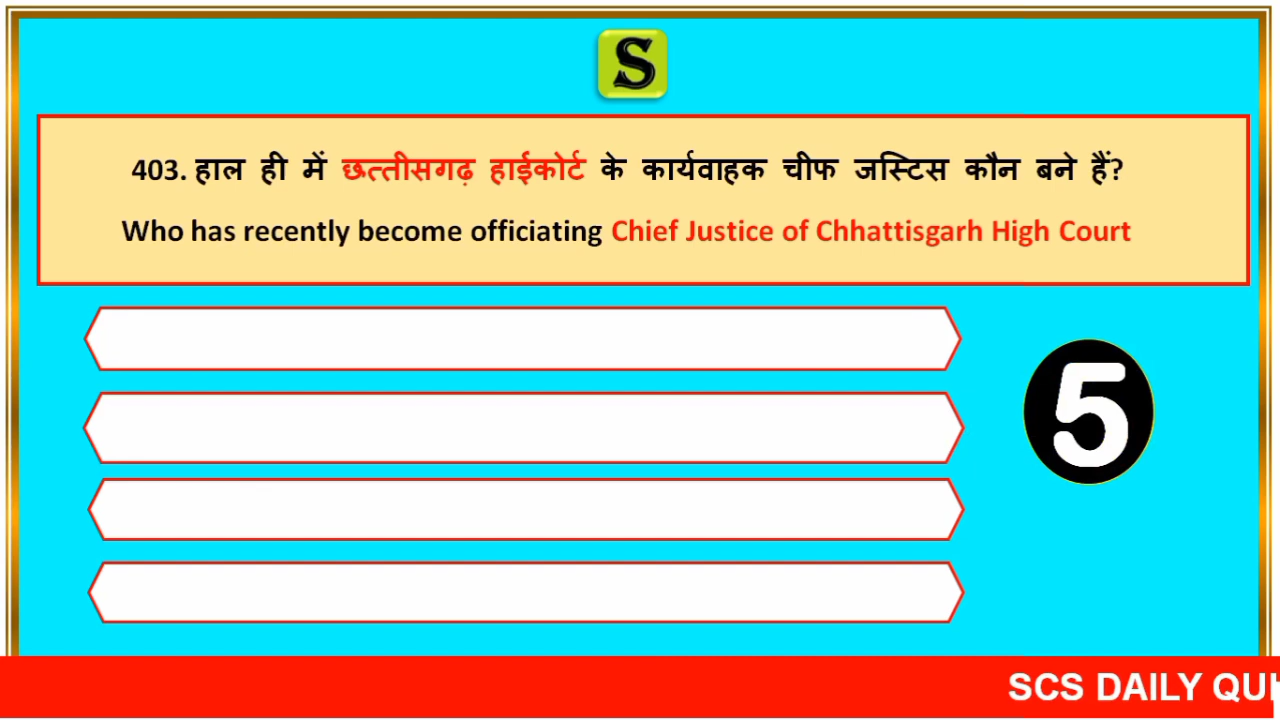 S
403. हाल ही में छत्तीसगढ़ हाईकोर्ट के कार्यवाहक चीफ जस्टिस कौन बने हैं?
Who has recently become officiating Chief Justice of Chhattisgarh High Court
5
SCS DAILY